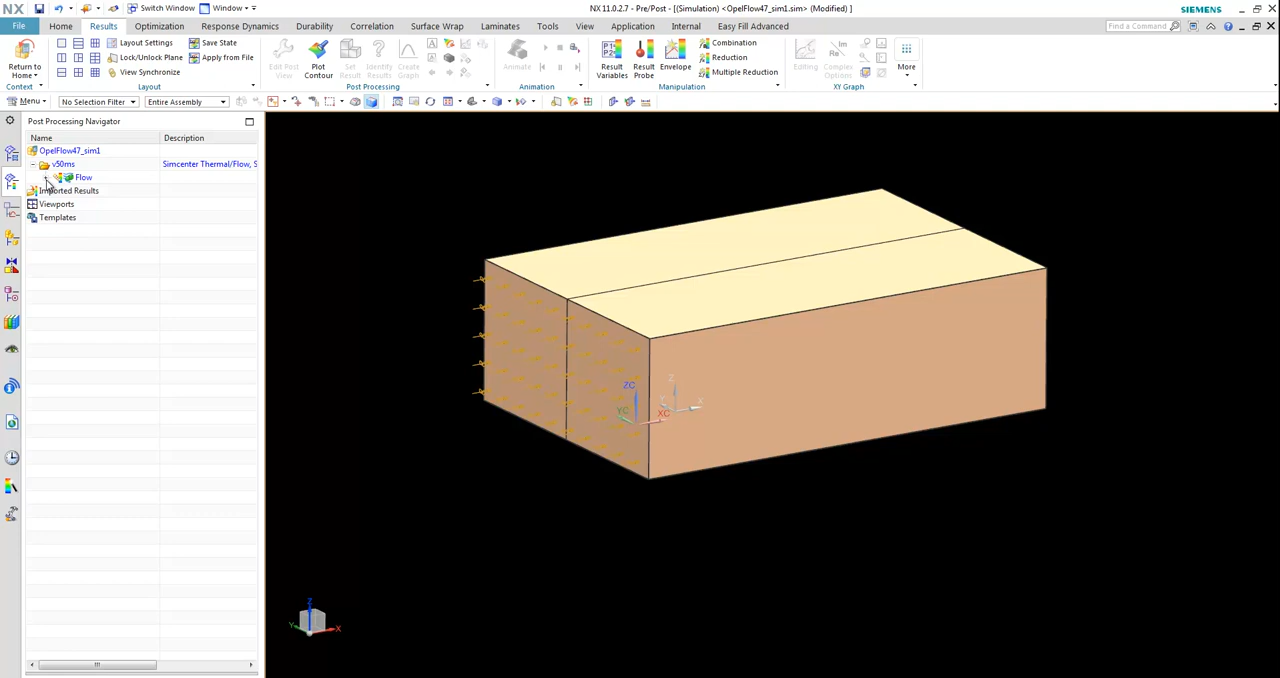 NX
Switch Window
Window
NX 11.0.2.7 - Pre/Post - [(Simulation) <OpelFlow47_sim1.sim> (Modified) ]
SIEMENS
File
Home
Results
Optimization
Response Dynamics
Durability
Correlation
Surface Wrap
Laminates
Tools
View
Application
Internal
Easy Fill Advanced
Find a Command
Return to Home
Layout Settings
Lock/Unlock Plane
View Synchronize
Save State
Apply from File
Edit Post View
Plot Contour
Set Result
Identify Results
Create Graph
Animate
Result Variables
Result Probe
Envelope
Combination
Reduction
Multiple Reduction
Editing
Complex Options
More
Context
Layout
Post Processing
Animation
Manipulation
XY Graph
Menu
No Selection Filter
Entire Assembly
Post Processing Navigator
Name
Description
OpelFlow47_sim1
v50ms
Simcenter Thermal/Flow, S
Flow
Imported Results
Viewports
Templates
ZC
YC
XC
Z
Y
X
Z
Y
X